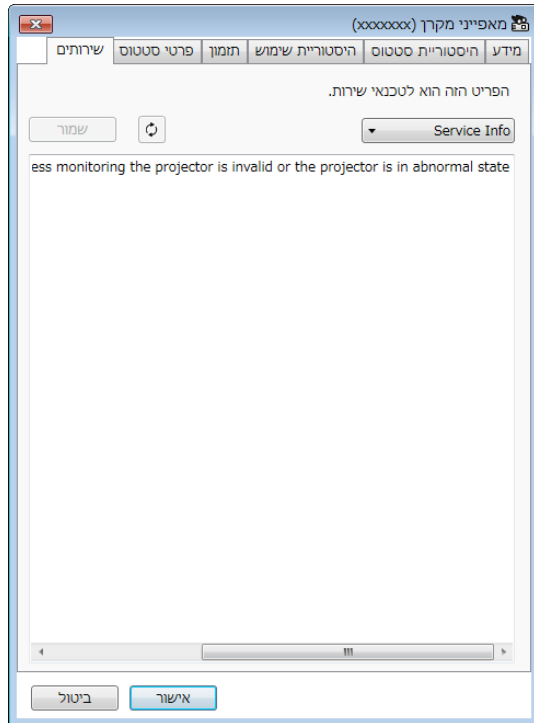 מאפייני מקרן (xxxxxxx)
מידע היסטוריית סטטוס היסטוריית שימוש תזמון פרטי סטטוס שירותים
הפריט הזה הוא לטכנאי שירות.
Service Info שמור
ess monitoring the projector is invalid or the projector is in abnormal state
אישור ביטול